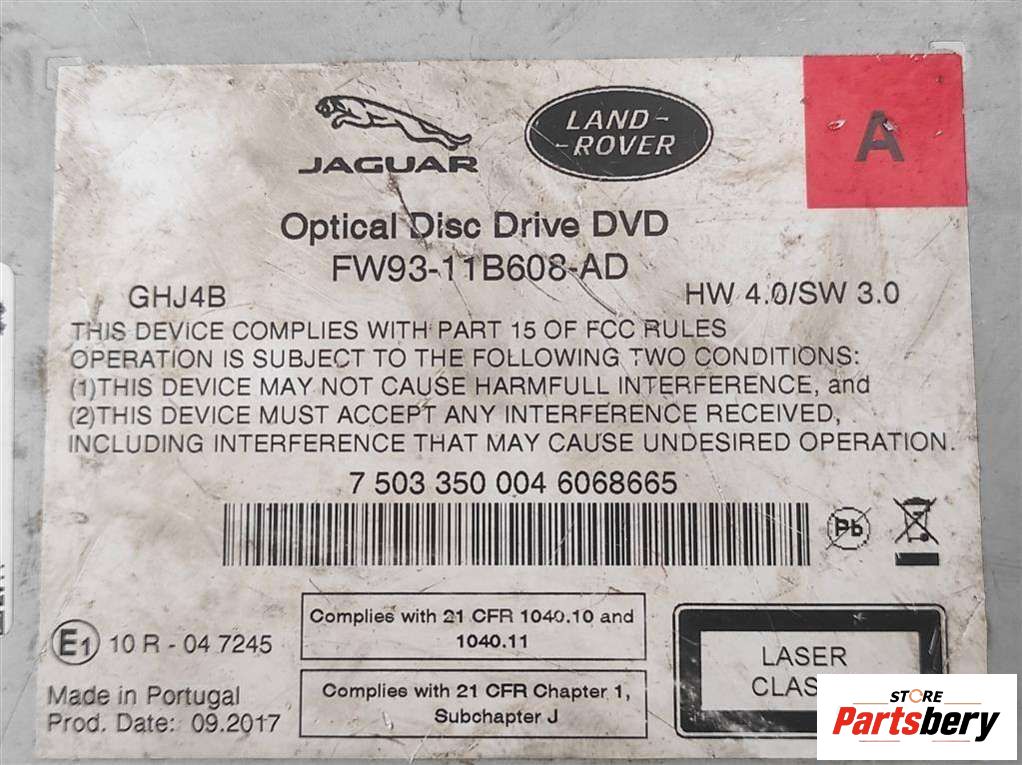 JAGUAR
LAND-
-ROVER
A
Optical Disc Drive DVD
FW93-11B608-AD
GHJ4B
HW 4.0/SW 3.0
THIS DEVICE COMPLIES WITH PART 15 OF FCC RULES
OPERATION IS SUBJECT TO THE FOLLOWING TWO CONDITIONS:
(1)THIS DEVICE MAY NOT CAUSE HARMFULL INTERFERENCE, and
(2)THIS DEVICE MUST ACCEPT ANY INTERFERENCE RECEIVED,
INCLUDING INTERFERENCE THAT MAY CAUSE UNDESIRED OPERATION.
7 503 350 004 6068665
Pb
E1 10 R - 04 7245
Made in Portugal
Prod. Date: 09.2017
Complies with 21 CFR 1040.10 and
1040.11
Complies with 21 CFR Chapter 1,
Subchapter J
LASER
STORE
Partsbery